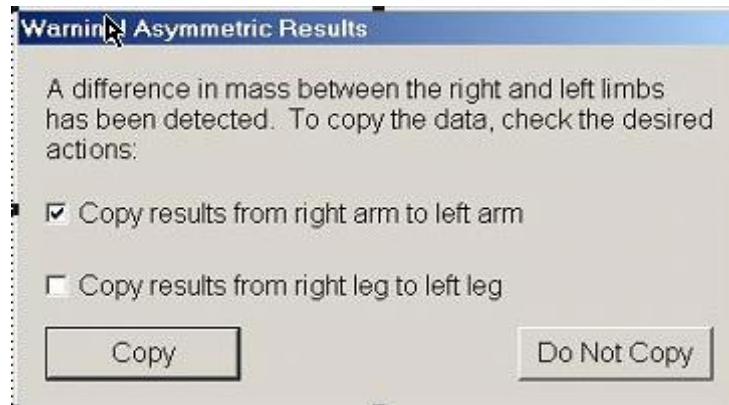 Warning! Asymmetric Results
A difference in mass between the right and left limbs
has been detected. To copy the data, check the desired
actions:
Copy results from right arm to left arm
Copy results from right leg to left leg
Copy
Do Not Copy